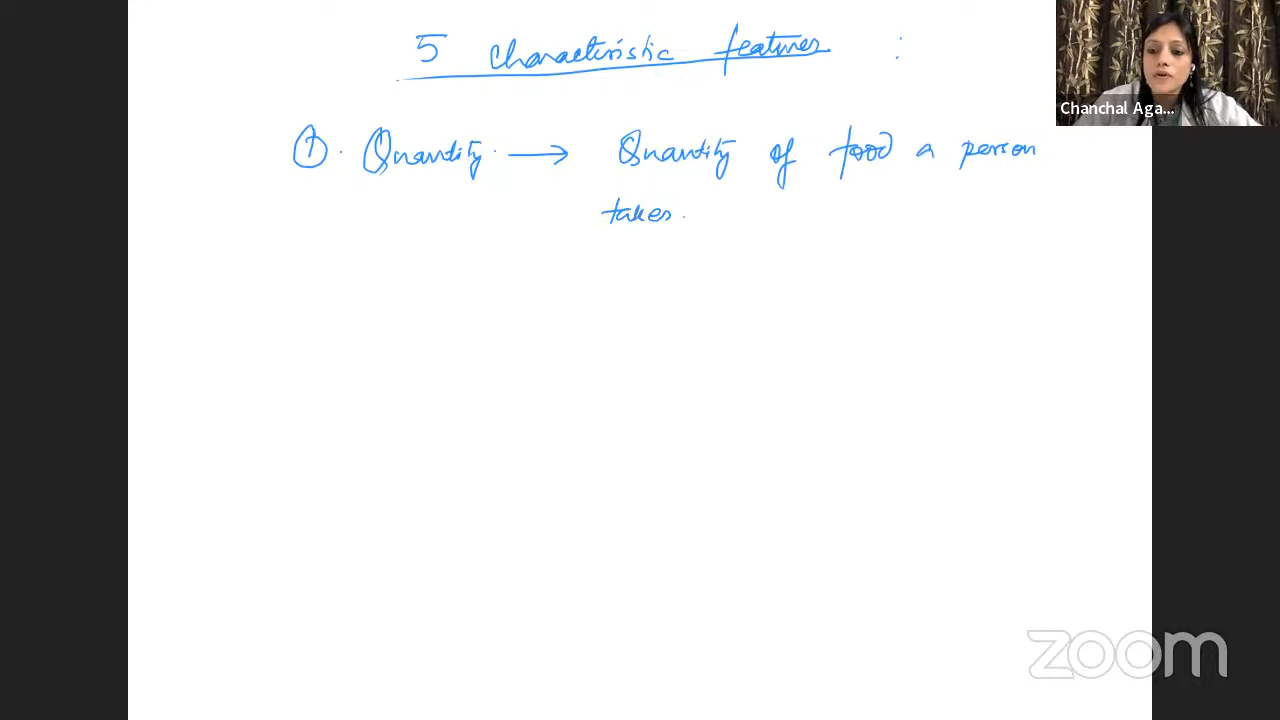 5 characteristic features :
Chanchal Aga...
① . Quantity . → Quantity of food a person
takes .
zoom